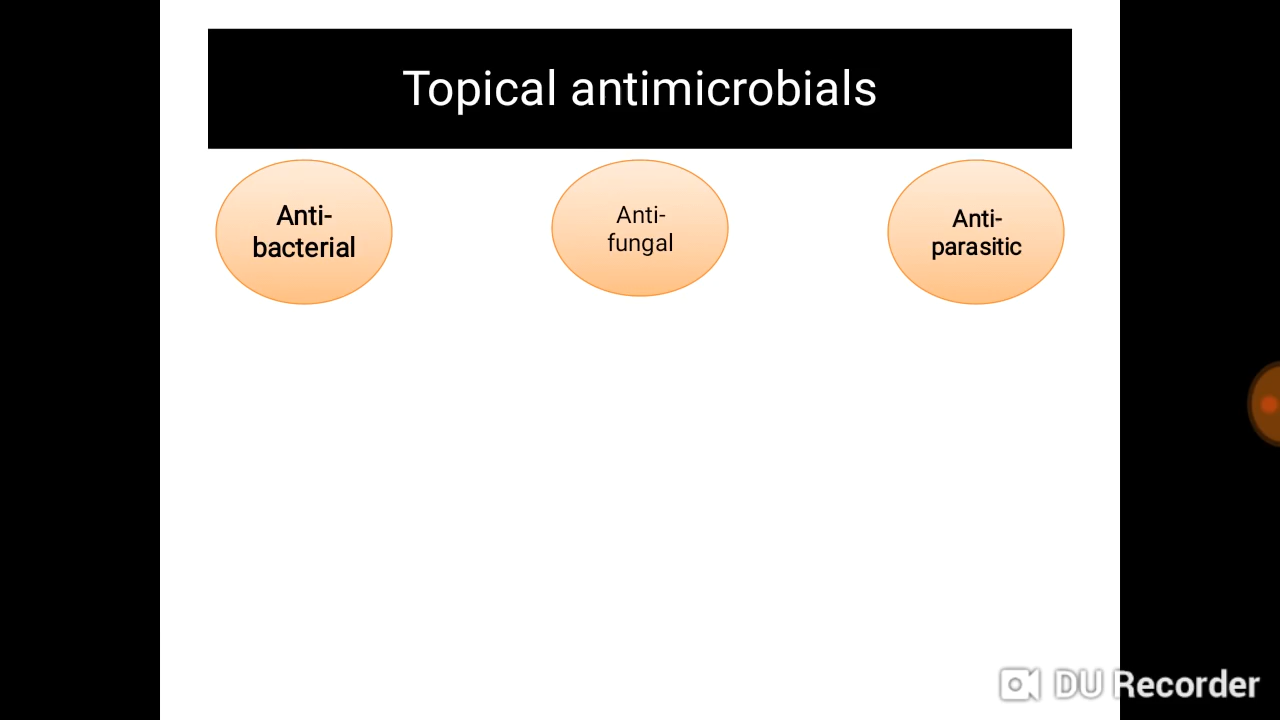 Topical antimicrobials
Anti-
bacterial
Anti-
fungal
Anti-
parasitic
DU Recorder